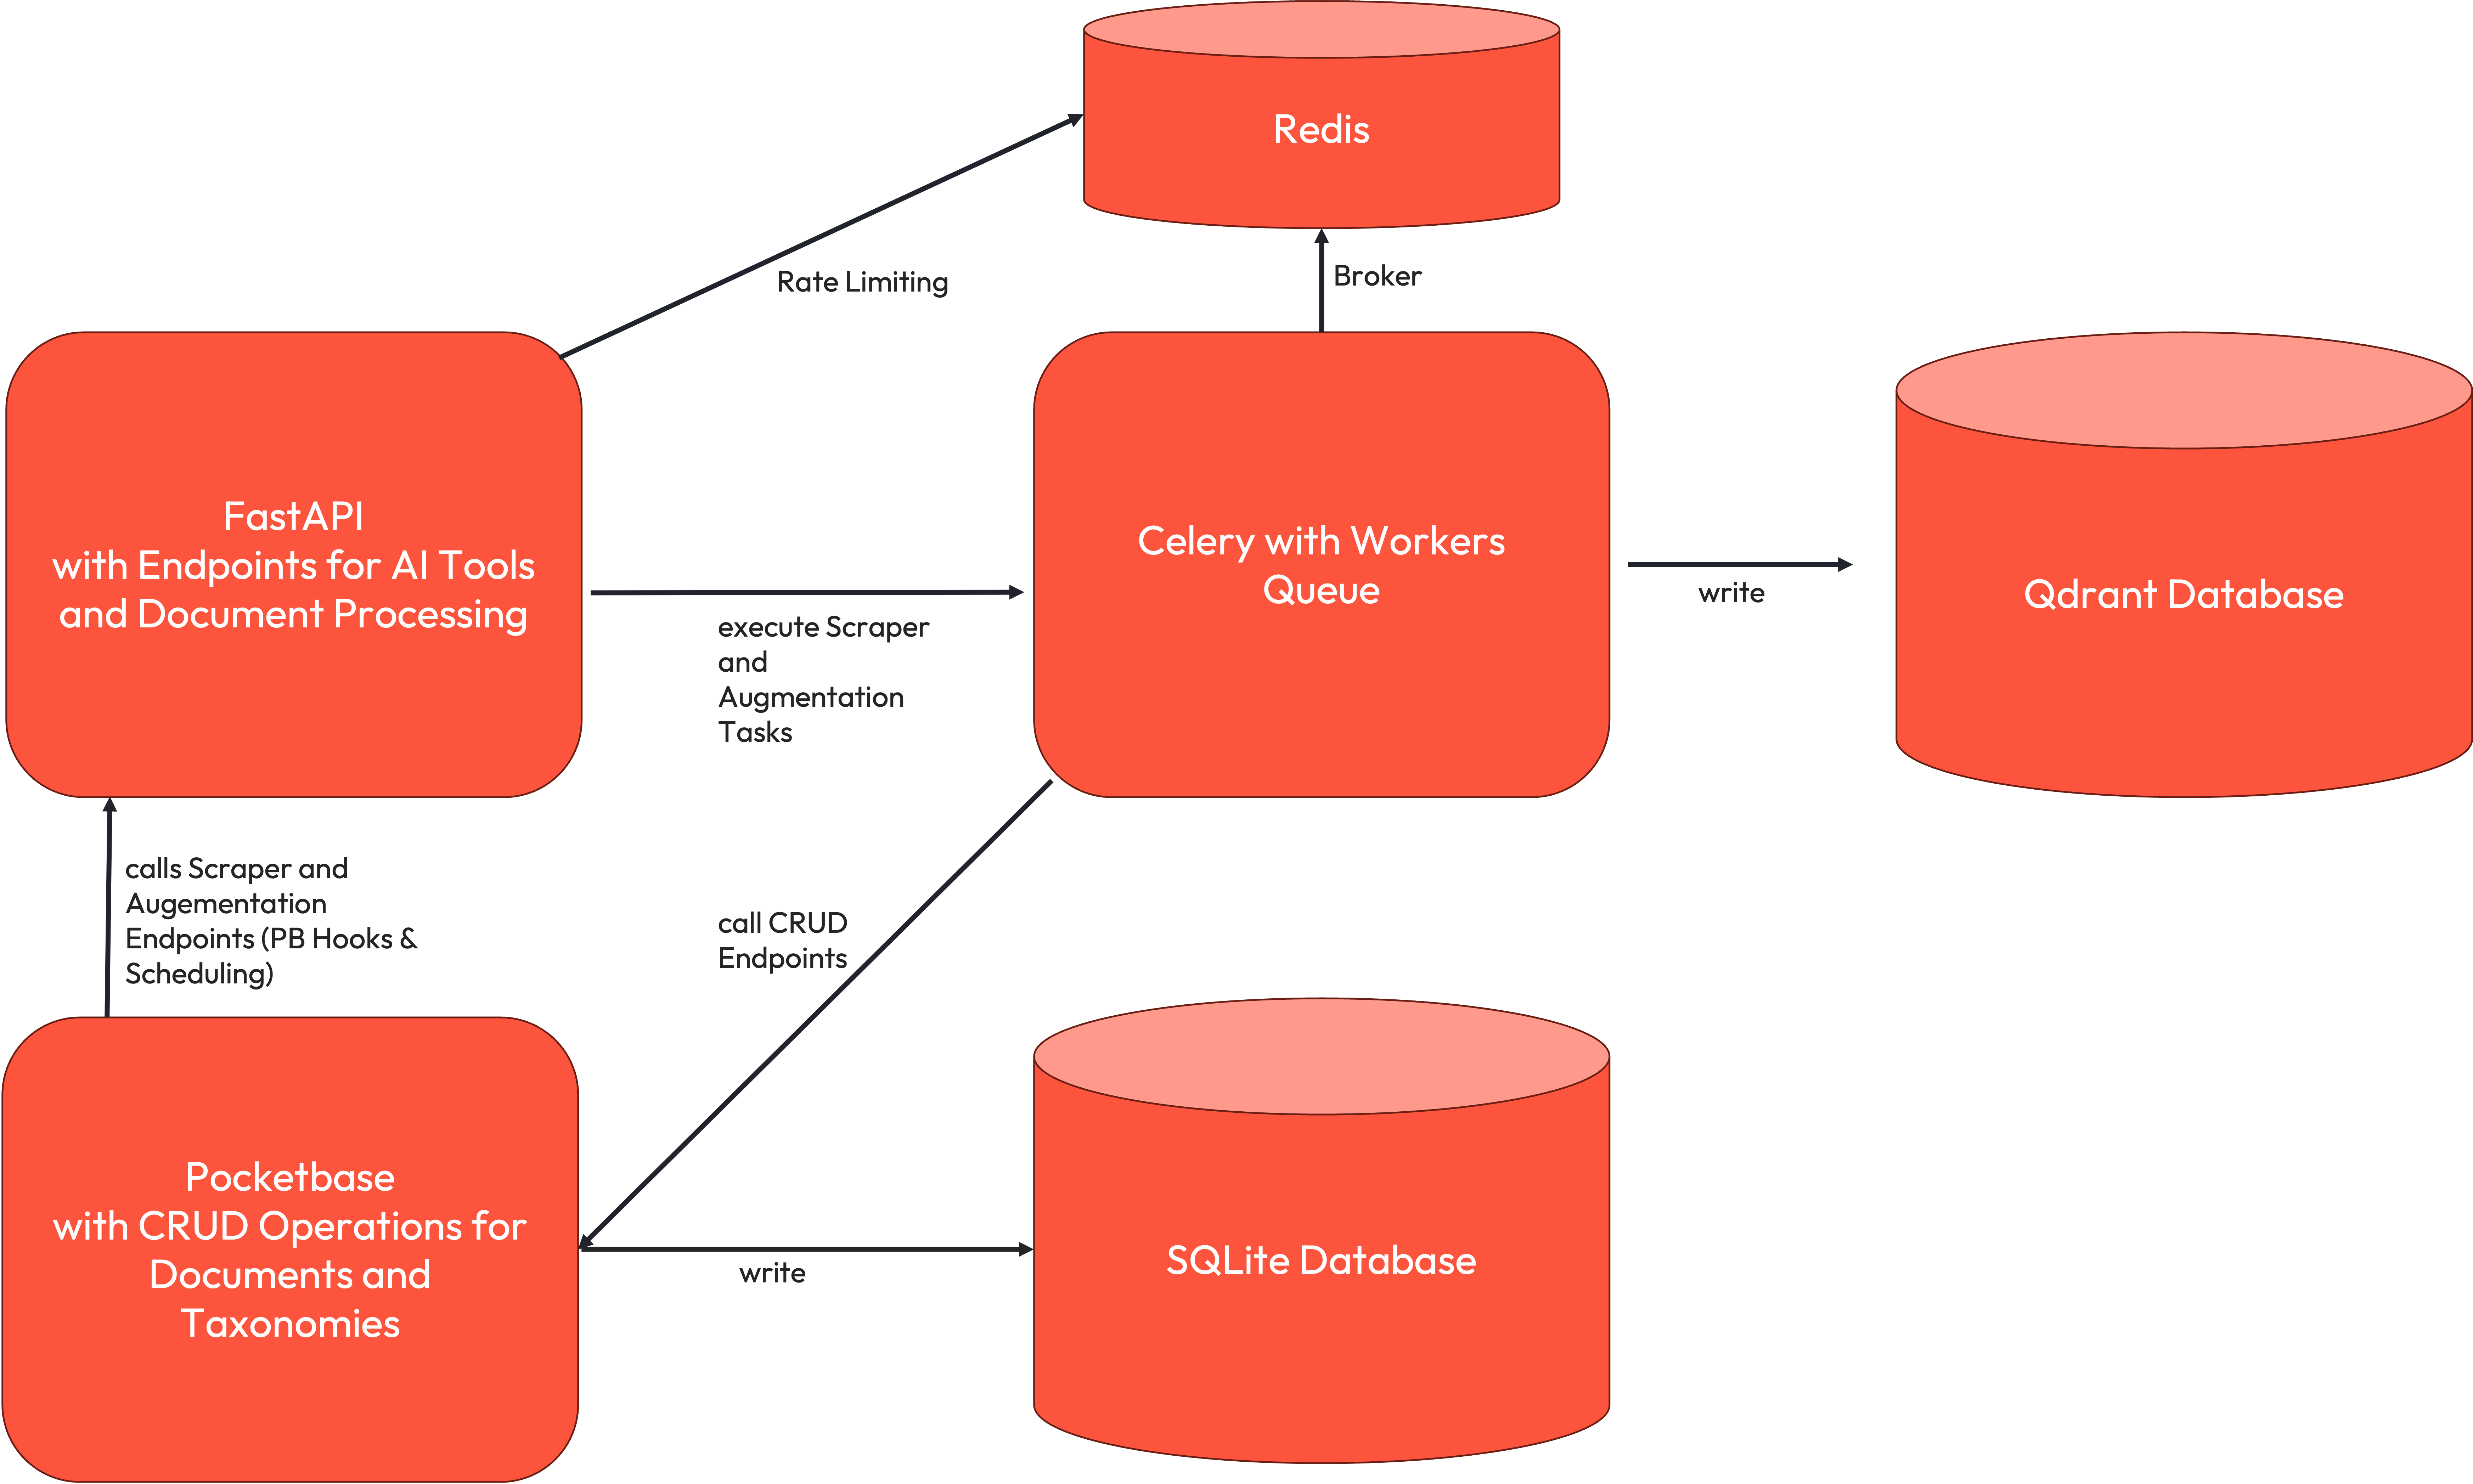 Redis
Rate Limiting
Broker
FastAPI
with Endpoints for AI Tools
and Document Processing
execute Scraper
and
Augmentation
Tasks
Celery with Workers
Queue
write
Qdrant Database
calls Scraper and
Augementation
Endpoints (PB Hooks &
Scheduling)
call CRUD
Endpoints
Pocketbase
with CRUD Operations for
Documents and
Taxonomies
write
SQLite Database